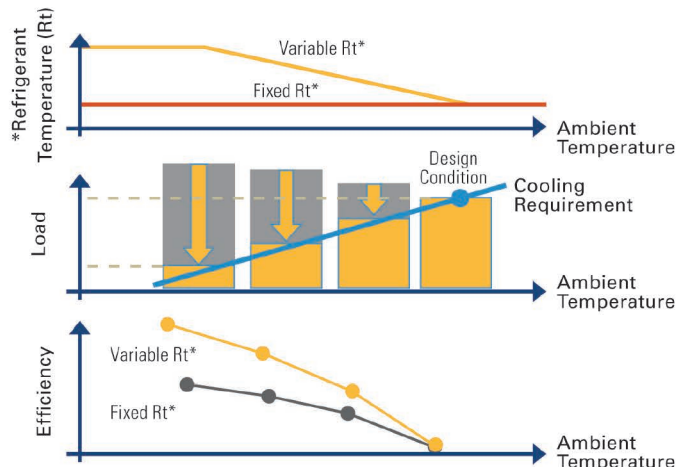 *Refrigerant
Temperature (Rt)
Variable Rt*
Fixed Rt*
Ambient
Temperature
Load
Design
Condition
Cooling
Requirement
Ambient
Temperature
Efficiency
Variable Rt*
Fixed Rt*
Ambient
Temperature